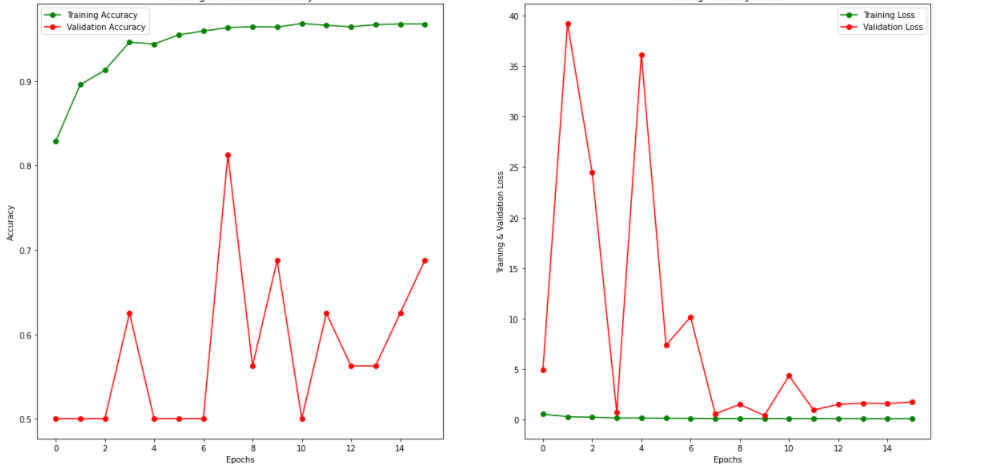 Training Accuracy
Validation Accuracy
0.9
0.8
0.7
0.6
0.5
Accuracy
0 2 4 6 8 10 12 14
Epochs
Training Loss
Validation Loss
40
35
30
25
20
15
10
5
0
Training & Validation Loss
0 2 4 6 8 10 12 14
Epochs